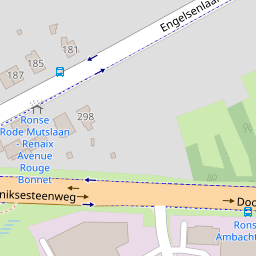 Engelsenlaan
181
185
187
298
Ronse
Rode Mutslaan
- Renaix
Avenue
Rouge
Bonnet
niksesteenweg
Doo
Rons
Ambacht